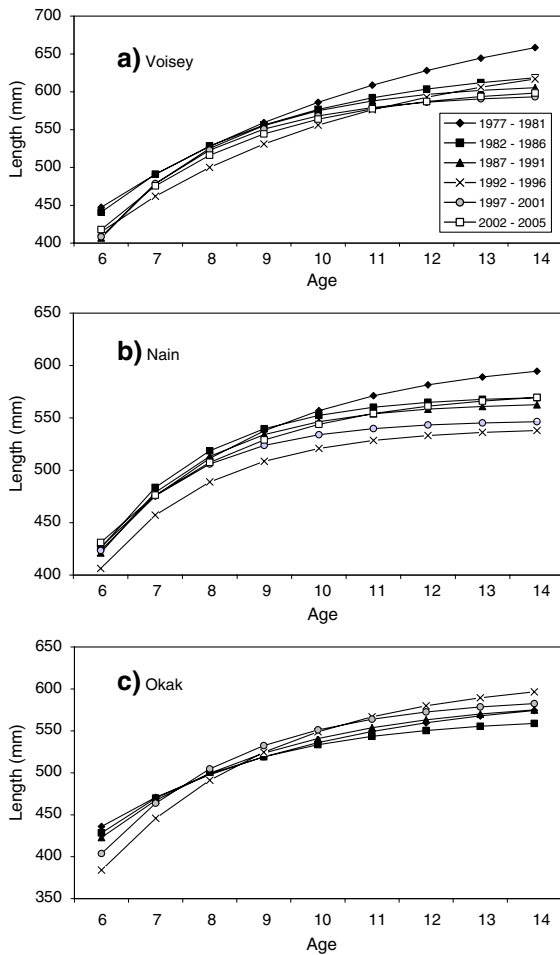 a) Voisey
Length (mm)
700
650
600
550
500
450
400
1977 - 1981
1982 - 1986
1987 - 1991
1992 - 1996
1997 - 2001
2002 - 2005
6 7 8 9 10 11 12 13 14
Age
b) Nain
Length (mm)
650
600
550
500
450
400
6 7 8 9 10 11 12 13 14
Age
c) Okak
Length (mm)
650
600
550
500
450
400
350
6 7 8 9 10 11 12 13 14
Age